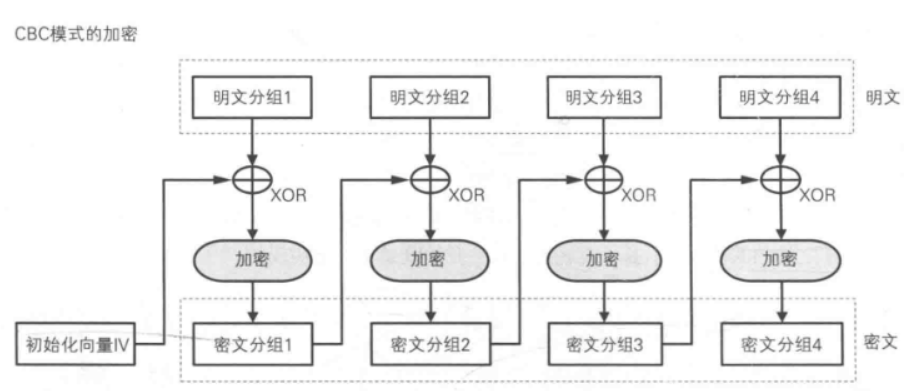 CBC模式的加密
明文分组1 明文分组2 明文分组3 明文分组4 明文
XOR XOR XOR XOR
加密 加密 加密 加密
初始化向量IV 密文分组1 密文分组2 密文分组3 密文分组4 密文